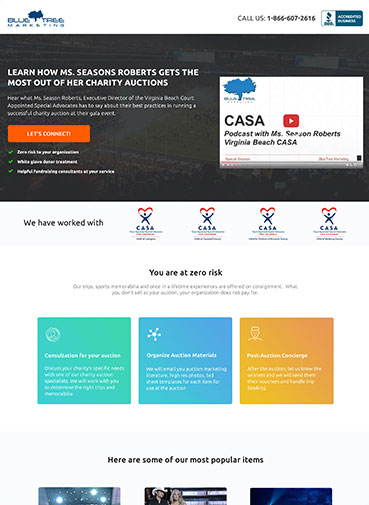 BLUE TREE
MARKETING
CALL US: 1-866-607-2616
BBB
ACCREDITED
BUSINESS
LEARN HOW MS. SEASONS ROBERTS GETS THE
MOST OUT OF HER CHARITY AUCTIONS
Hear what Ms. Season Roberts, Executive Director of the Virginia Beach Court
Appointed Special Advocates has to say about their best practices in running a
successful charity auction at their gala event.
LET'S CONNECT!
Zero risk to your organization
White glove donor treatment
Helpful fundraising consultants at your service
BLUE TREE
MARKETING
CASA
Podcast with Ms. Season Roberts
Virginia Beach CASA
Special Session
BlueTree Marketing
We have worked with
CASA
CASA
CASA
CASA
You are at zero risk
Our trips, sports memorabilia and once in a lifetime experiences are offered on consignment. What
you don't sell at your auction, your organization does not pay for.
Consultation for your auction
Discuss your charity's specific needs
with one of our charity auction
specialists. We will work with you
to determine the right trips and
memorabilia
Organize Auction Materials
We will email you auction marketing
literature, high res photos, bid
sheet templates for each item for
use at the auction
Post-Auction Concierge
After the auction, let us know the
winners and we will send them
their vouchers and handle trip
booking
Here are some of our most popular items